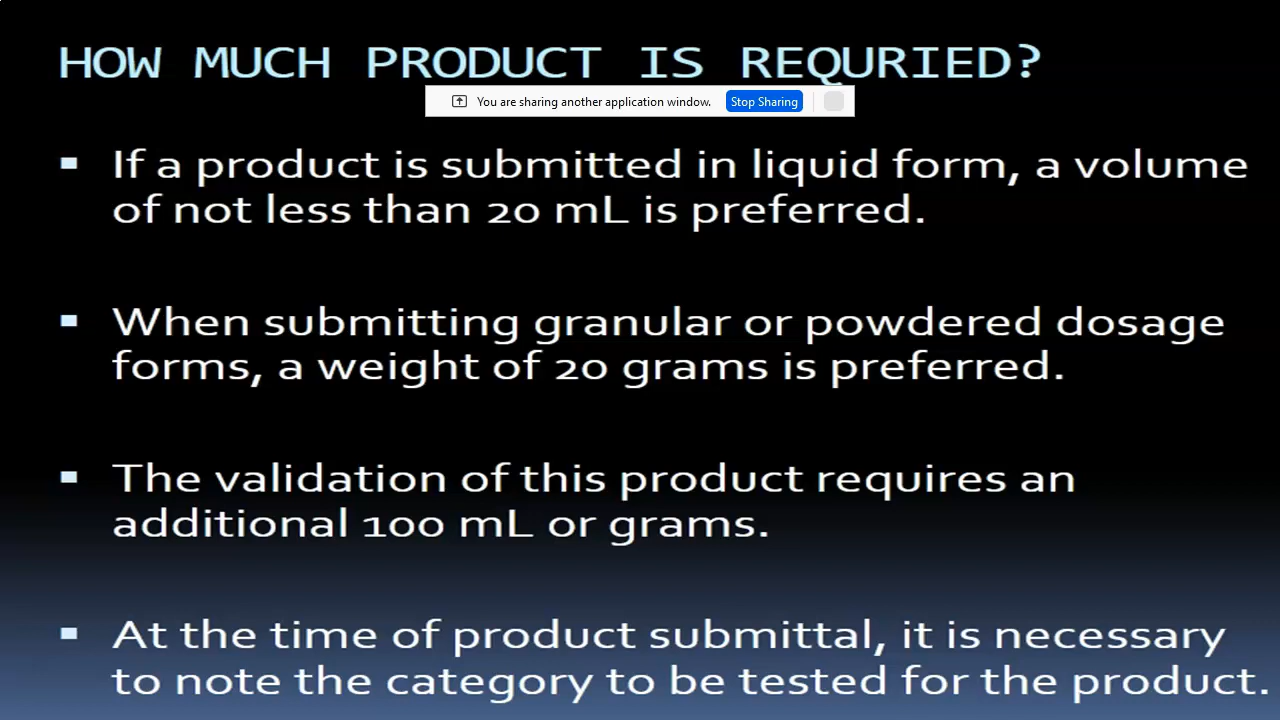 HOW MUCH PRODUCT IS REQURIED?
You are sharing another application window. Stop Sharing
▪ If a product is submitted in liquid form, a volume
of not less than 20 mL is preferred.
▪ When submitting granular or powdered dosage
forms, a weight of 20 grams is preferred.
▪ The validation of this product requires an
additional 100 mL or grams.
▪ At the time of product submittal, it is necessary
to note the category to be tested for the product.